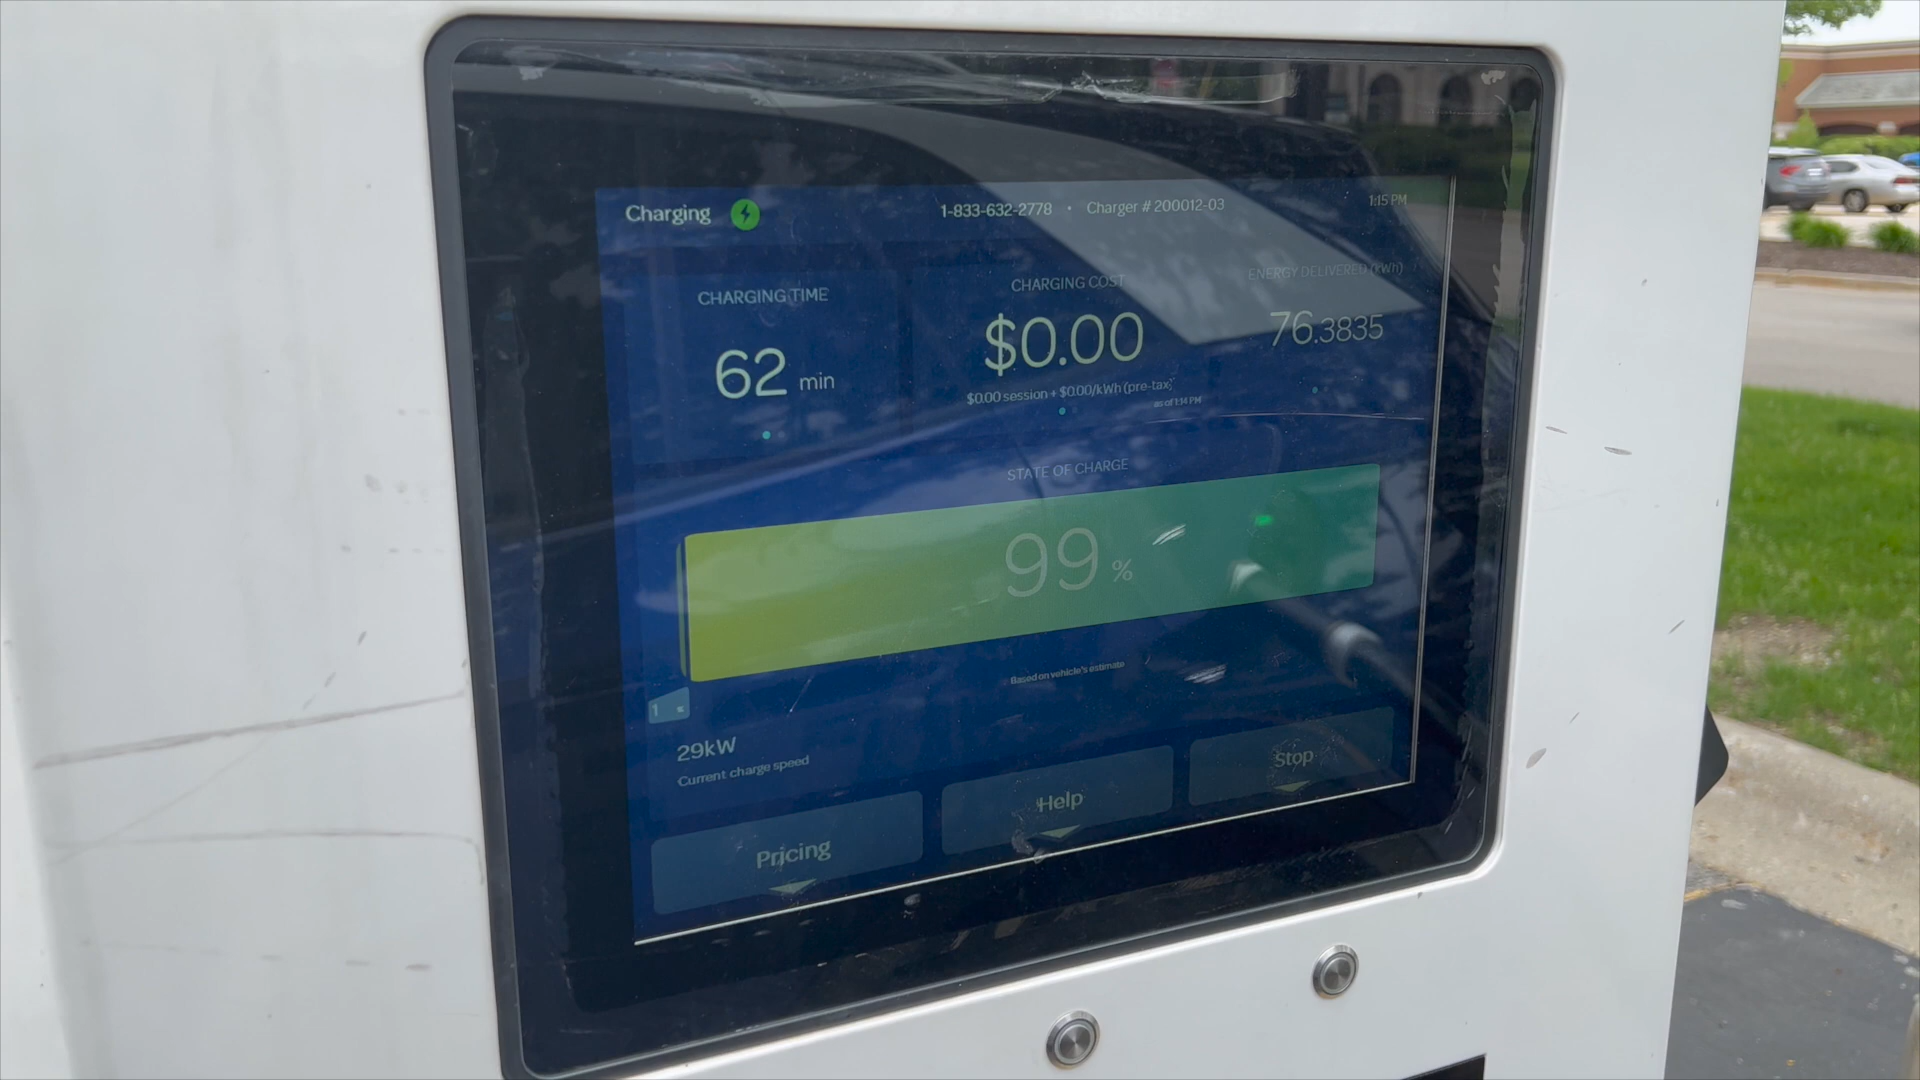 Charging
1-833-632-2778 • Charger # 200012-03
1:15 PM
CHARGING TIME
62 min
CHARGING COST
$0.00
$0.00 session + $0.00/kWh (pre-tax)
as of 1:14 PM
ENERGY DELIVERED (kWh)
76.3835
STATE OF CHARGE
99 %
Based on vehicle's estimate
1
29kW
Current charge speed
Pricing
Help
Stop